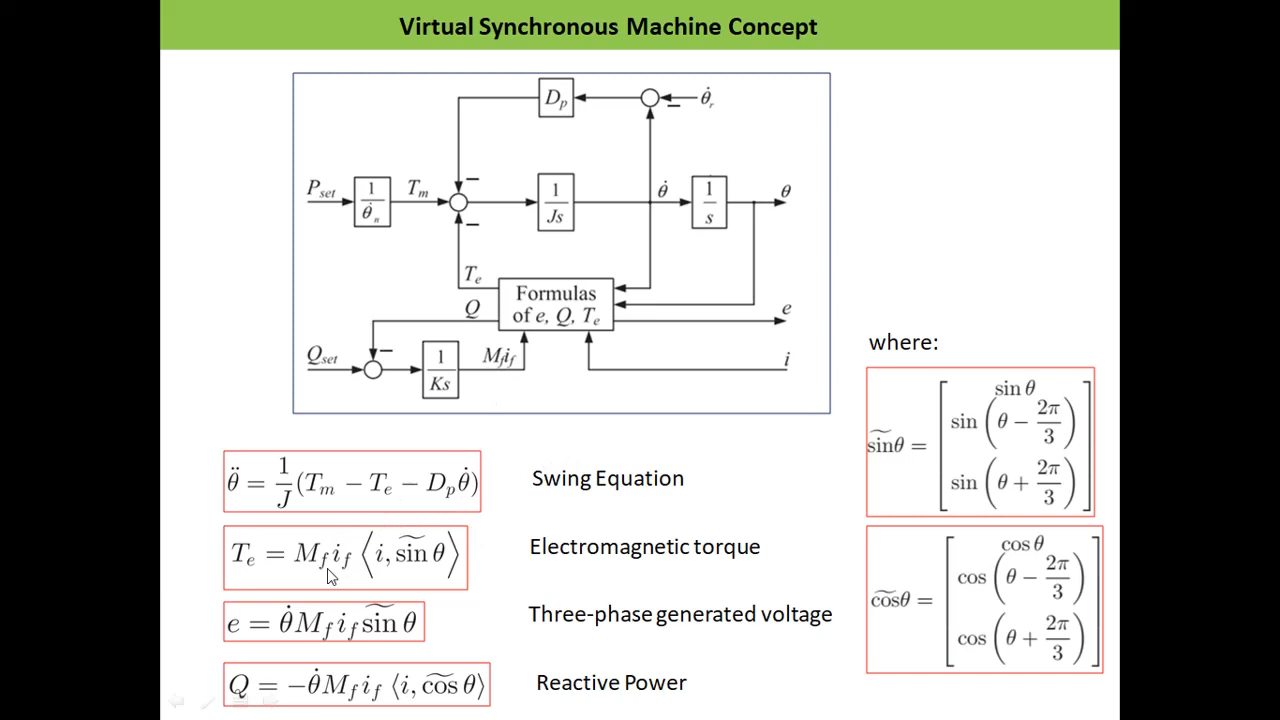 Virtual Synchronous Machine Concept
D_p
θ̇_r
P_set
1/θ̇_n
T_m
1/Js
θ̇
1/s
θ
T_e
Q
Formulas
of e, Q, T_e
e
Q_set
1/Ks
M_f i_f
i
where:
s͠inθ = [ sin θ
sin (θ − 2π/3)
sin (θ + 2π/3) ]
θ̈ = 1/J (T_m − T_e − D_p θ̇)
Swing Equation
T_e = M_f i_f ⟨i, s͠in θ⟩
Electromagnetic torque
c͠osθ = [ cos θ
cos (θ − 2π/3)
cos (θ + 2π/3) ]
e = θ̇ M_f i_f s͠in θ
Three-phase generated voltage
Q = −θ̇ M_f i_f ⟨i, c͠os θ⟩
Reactive Power